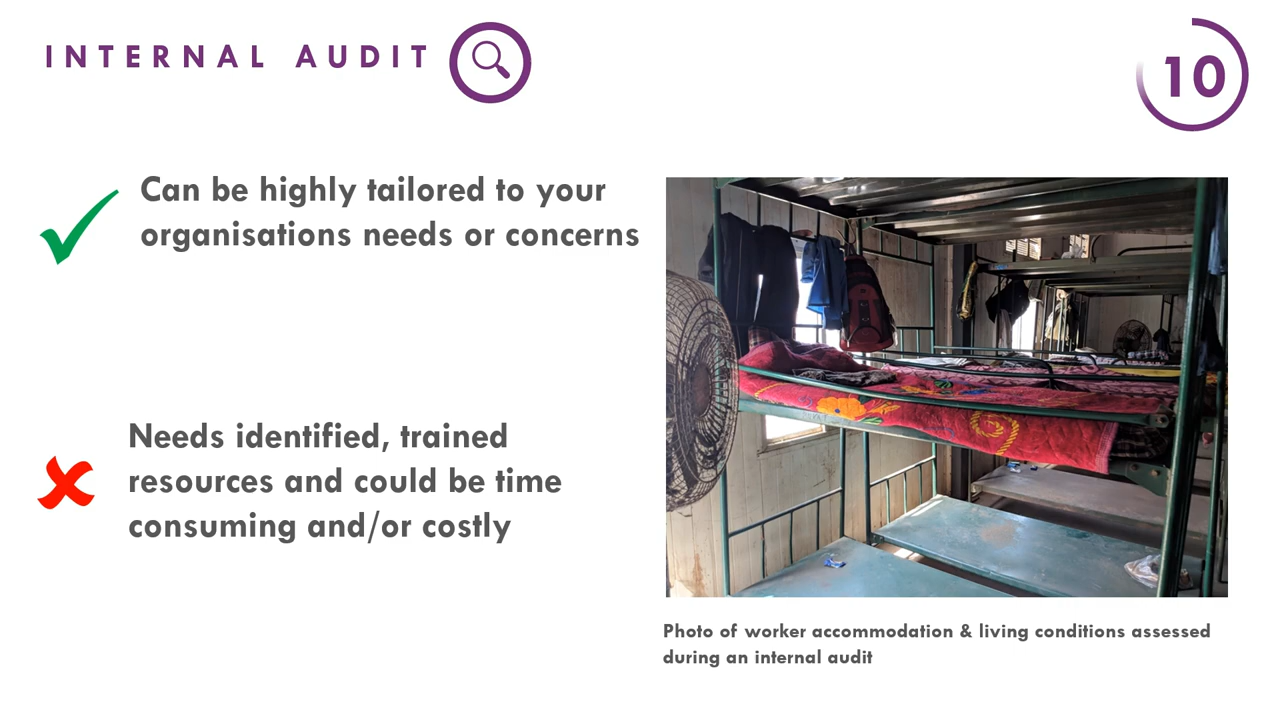 INTERNAL AUDIT
10
Can be highly tailored to your
organisations needs or concerns
Needs identified, trained
resources and could be time
consuming and/or costly
Photo of worker accommodation & living conditions assessed
during an internal audit